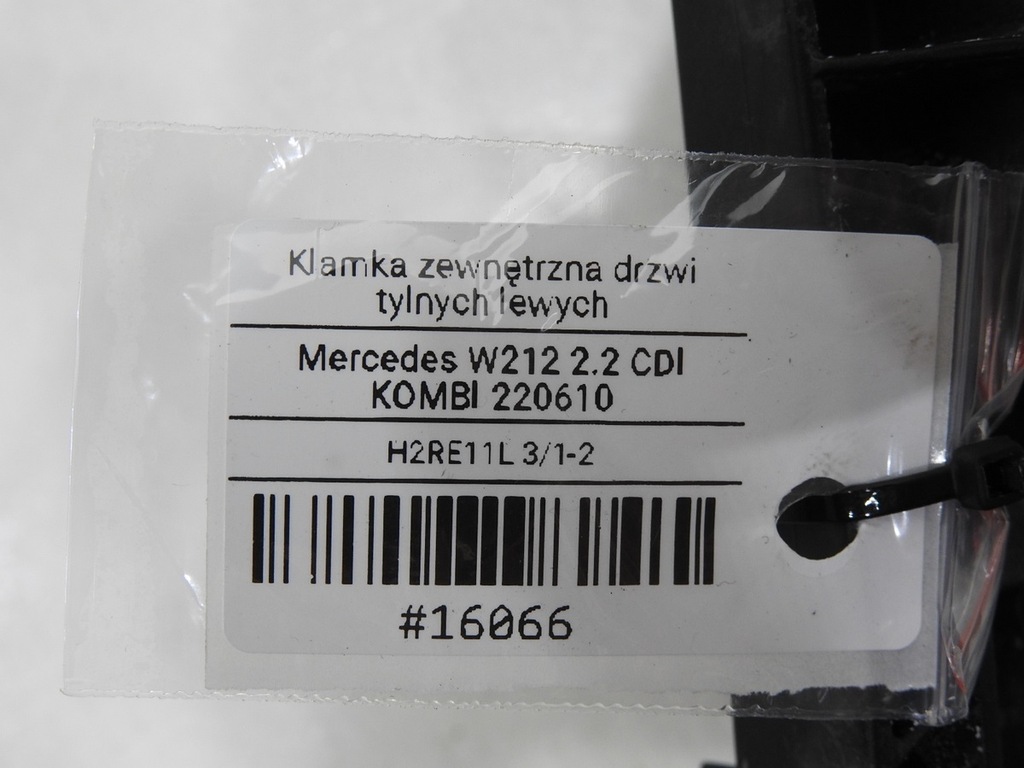 Klamka zewnętrzna drzwi
tylnych lewych
Mercedes W212 2.2 CDI
KOMBI 220610
H2RE11L 3/1-2
#16066